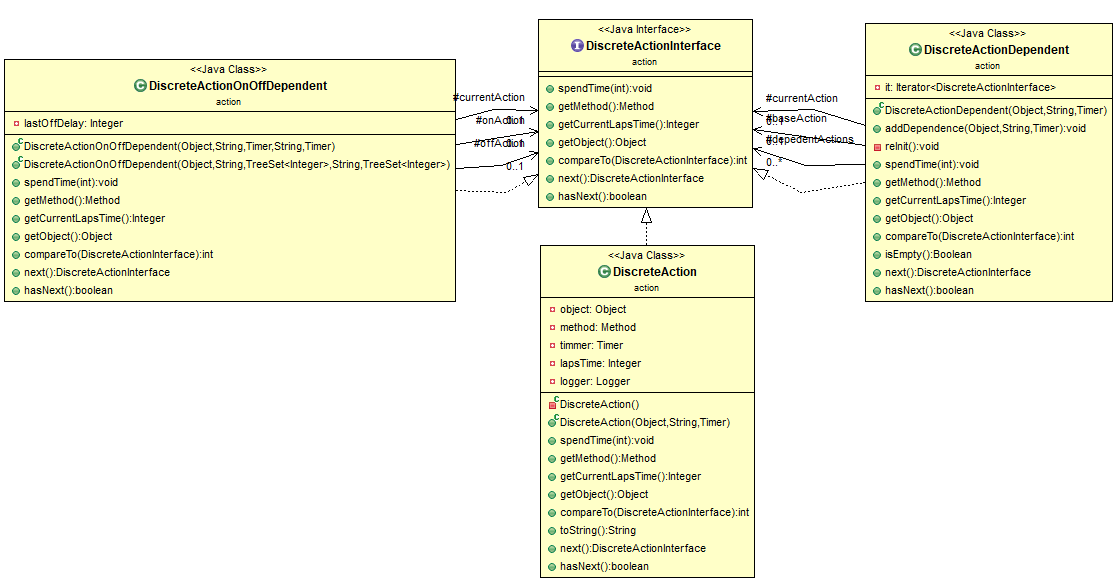 <<Java Class>>
DiscreteActionOnOffDependent
action
lastOffDelay: Integer
DiscreteActionOnOffDependent(Object,String,Timer,String,Timer)
DiscreteActionOnOffDependent(Object,String,TreeSet<Integer>,String,TreeSet<Integer>)
spendTime(int):void
getMethod():Method
getCurrentLapsTime():Integer
getObject():Object
compareTo(DiscreteActionInterface):int
next():DiscreteActionInterface
hasNext():boolean
#currentAction
0..1
#onAction
0..1
#offAction
0..1
<<Java Interface>>
DiscreteActionInterface
action
spendTime(int):void
getMethod():Method
getCurrentLapsTime():Integer
getObject():Object
compareTo(DiscreteActionInterface):int
next():DiscreteActionInterface
hasNext():boolean
#currentAction
0..1
#baseAction
0..1
#depedentActions
0..*
<<Java Class>>
DiscreteActionDependent
action
it: Iterator<DiscreteActionInterface>
DiscreteActionDependent(Object,String,Timer)
addDependence(Object,String,Timer):void
reInit():void
spendTime(int):void
getMethod():Method
getCurrentLapsTime():Integer
getObject():Object
compareTo(DiscreteActionInterface):int
isEmpty():Boolean
next():DiscreteActionInterface
hasNext():boolean
<<Java Class>>
DiscreteAction
action
object: Object
method: Method
timmer: Timer
lapsTime: Integer
logger: Logger
DiscreteAction()
DiscreteAction(Object,String,Timer)
spendTime(int):void
getMethod():Method
getCurrentLapsTime():Integer
getObject():Object
compareTo(DiscreteActionInterface):int
toString():String
next():DiscreteActionInterface
hasNext():boolean